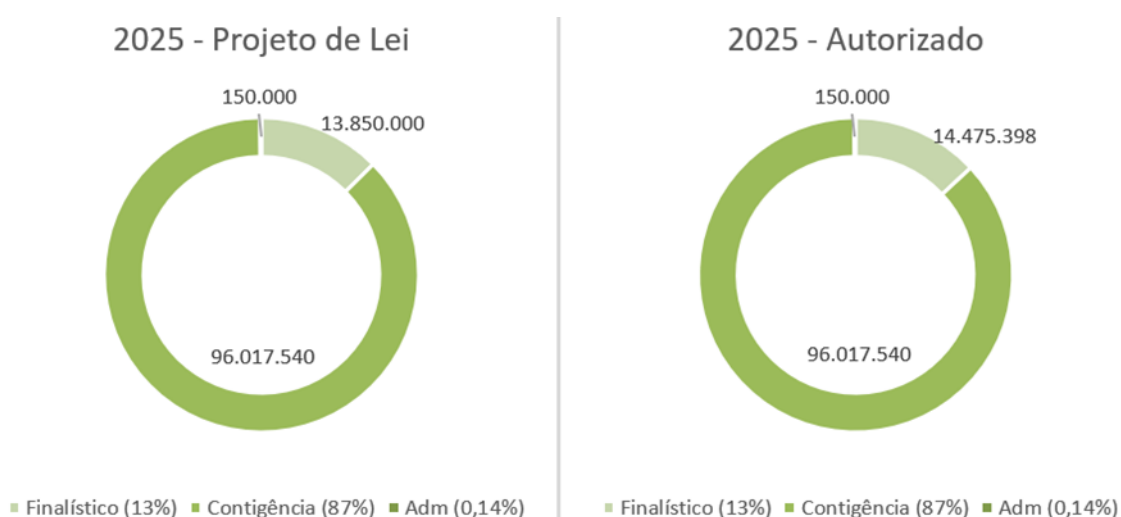 2025 - Projeto de Lei
150.000
13.850.000
96.017.540
Finalístico (13%) Contigência (87%) Adm (0,14%)
2025 - Autorizado
150.000
14.475.398
96.017.540
Finalístico (13%) Contigência (87%) Adm (0,14%)